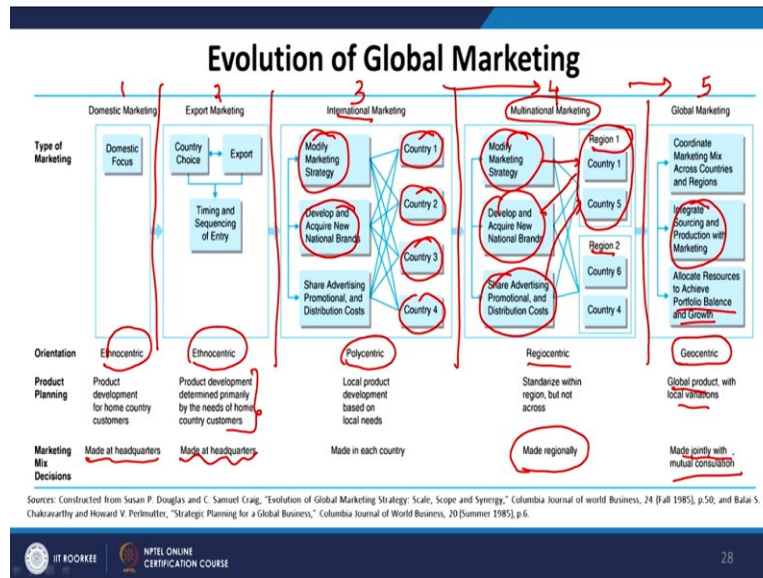 Evolution of Global Marketing
1 2 3 4 5
Domestic Marketing
Export Marketing
International Marketing
Multinational Marketing
Global Marketing
Type of
Marketing
Domestic
Focus
Country
Choice
Export
Timing and
Sequencing
of Entry
Modify
Marketing
Strategy
Develop and
Acquire New
National Brands
Share Advertising
Promotional, and
Distribution Costs
Country 1
Country 2
Country 3
Country 4
Modify
Marketing
Strategy
Develop and
Acquire New
National Brands
Share Advertising
Promotional, and
Distribution Costs
Region 1
Country 1
Country 5
Region 2
Country 6
Country 4
Coordinate
Marketing Mix
Across Countries
and Regions
Integrate
Sourcing and
Production with
Marketing
Allocate Resources
to Achieve
Portfolio Balence
and Growth
Orientation
Ethnocentric
Ethnocentric
Polycentric
Regiocentric
Geocentric
Product
Planning
Product
development
for home country
customers
Product development
determined primarily
by the needs of home
country customers
Local product
development
based on
local needs
Standarize within
region, but not
across
Global product, with
local variations
Marketing
Mix
Decisions
Made at headquarters
Made at headquarters
Made in each country
Made regionally
Made jointly with
mutual consulation
Sources: Constructed from Susan P. Douglas and C. Samuel Craig, "Evolution of Global Marketing Strategy: Scale, Scope and Synergy," Columbia Journal of world Business, 24 (Fall 1985), p.50; and Balai S.
Chakravarthy and Howard V. Perlmutter, "Strategic Planning for a Global Business," Columbia Journal of World Business, 20 (Summer 1985), p.6.
IIT ROORKEE
NPTEL ONLINE
CERTIFICATION COURSE
28